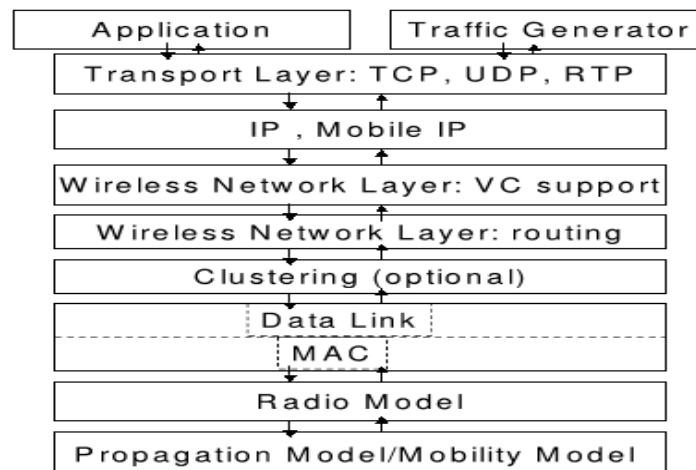 Application
Traffic Generator
Transport Layer: TCP, UDP, RTP
IP , Mobile IP
Wireless Network Layer: VC support
Wireless Network Layer: routing
Clustering (optional)
Data Link
MAC
Radio Model
Propagation Model/Mobility Model